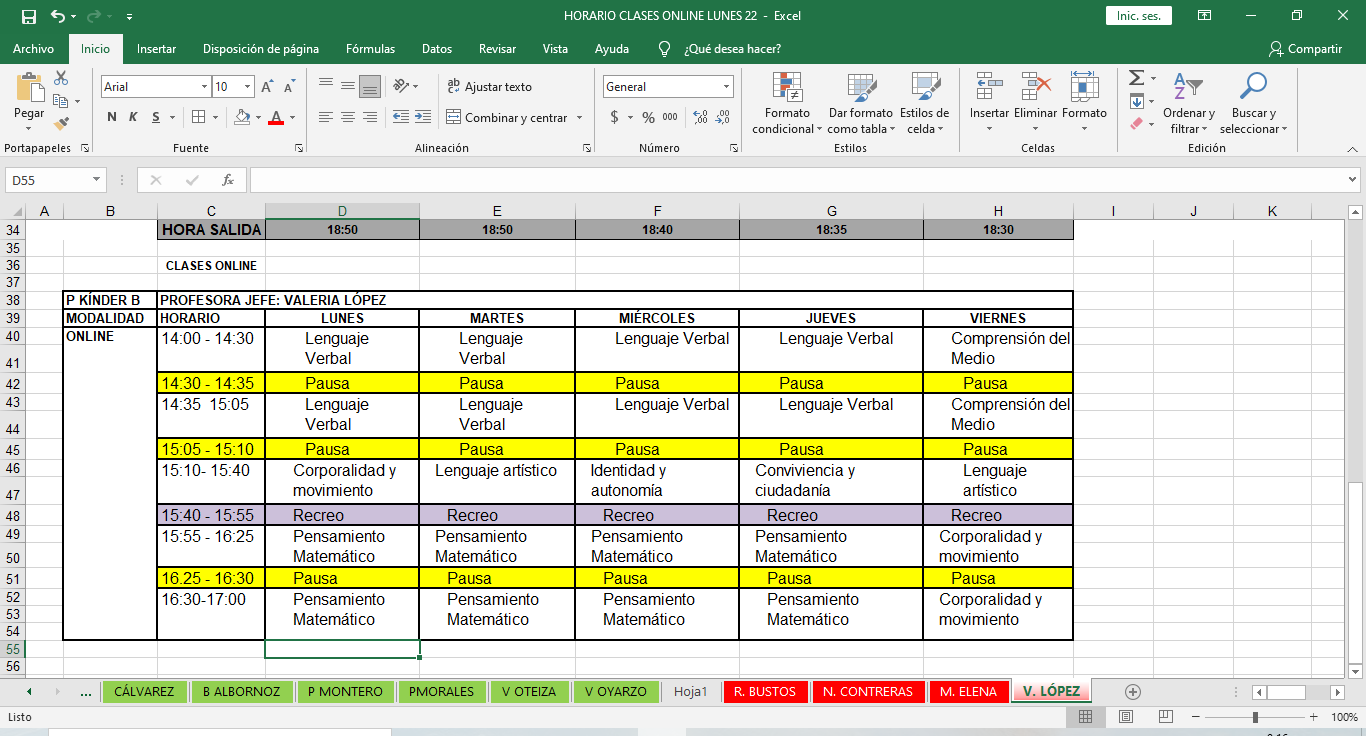 HORARIO CLASES ONLINE LUNES 22 - Excel
Inic. ses.
Archivo Inicio Insertar Disposición de página Fórmulas Datos Revisar Vista Ayuda ¿Qué desea hacer? Compartir
Pegar
Arial 10 A A
N K S A
ab Ajustar texto
Combinar y centrar
General
$ % 000
Formato condicional
Dar formato como tabla
Estilos de celda
Insertar Eliminar Formato
Ordenar y filtrar
Buscar y seleccionar
Portapapeles Fuente Alineación Número Estilos Celdas Edición
D55 fx
A B C D E F G H I J K
34 HORA SALIDA 18:50 18:50 18:40 18:35 18:30
35
36 CLASES ONLINE
37
38 P KÍNDER B PROFESORA JEFE: VALERIA LÓPEZ
39 MODALIDAD HORARIO LUNES MARTES MIÉRCOLES JUEVES VIERNES
40 ONLINE 14:00 - 14:30 Lenguaje Lenguaje Lenguaje Verbal Lenguaje Verbal Comprensión del
41 Verbal Verbal Medio
42 14:30 - 14:35 Pausa Pausa Pausa Pausa Pausa
43 14:35 15:05 Lenguaje Lenguaje Lenguaje Verbal Lenguaje Verbal Comprensión del
44 Verbal Verbal Medio
45 15:05 - 15:10 Pausa Pausa Pausa Pausa Pausa
46 15:10- 15:40 Corporalidad y Lenguaje artístico Identidad y Conviviencia y Lenguaje
47 movimiento autonomía ciudadanía artístico
48 15:40 - 15:55 Recreo Recreo Recreo Recreo Recreo
49 15:55 - 16:25 Pensamiento Pensamiento Pensamiento Pensamiento Corporalidad y
50 Matemático Matemático Matemático Matemático movimiento
51 16.25 - 16:30 Pausa Pausa Pausa Pausa Pausa
52 16:30-17:00 Pensamiento Pensamiento Pensamiento Pensamiento Corporalidad y
53 Matemático Matemático Matemático Matemático movimiento
54
55
56
... CÁLVAREZ B ALBORNOZ P MONTERO PMORALES V OTEIZA V OYARZO Hoja1 R. BUSTOS N. CONTRERAS M. ELENA V. LÓPEZ
Listo 100%